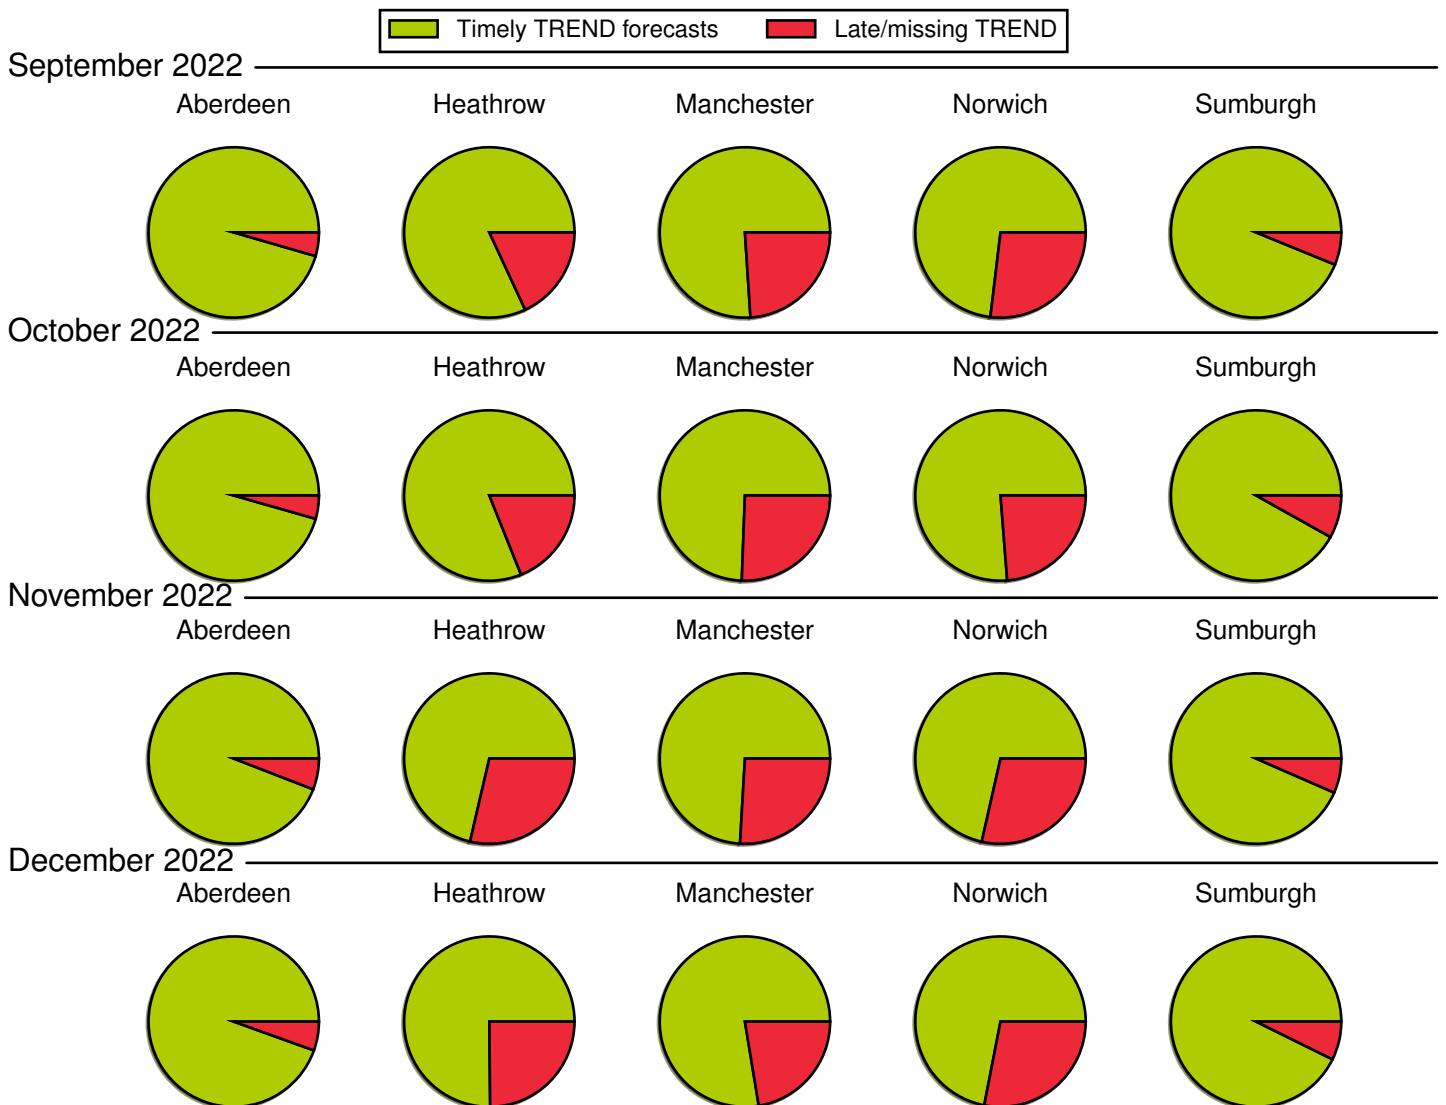 Timely TREND forecasts Late/missing TREND
September 2022
Aberdeen Heathrow Manchester Norwich Sumburgh
October 2022
Aberdeen Heathrow Manchester Norwich Sumburgh
November 2022
Aberdeen Heathrow Manchester Norwich Sumburgh
December 2022
Aberdeen Heathrow Manchester Norwich Sumburgh